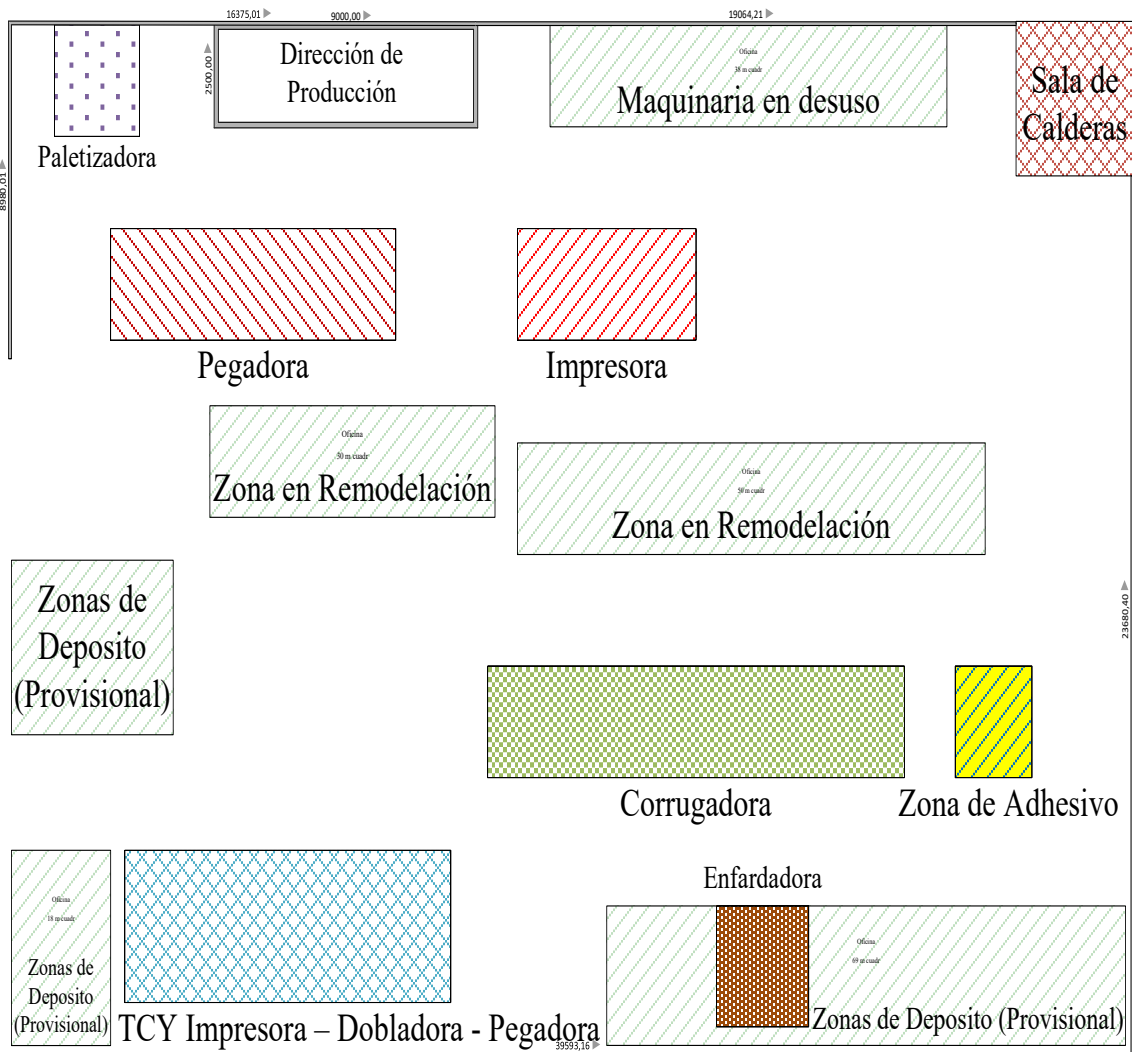 16375,01
9000,00
19064,21
2500,00
Dirección de
Producción
Oficina
38 m cuadr
Maquinaria en desuso
Sala de
Calderas
Paletizadora
8980,01
Pegadora
Impresora
Oficina
30 m cuadr
Zona en Remodelación
Oficina
50 m cuadr
Zona en Remodelación
Zonas de
Deposito
(Provisional)
23680,40
Corrugadora
Zona de Adhesivo
Enfardadora
Oficina
18 m cuadr
Zonas de
Deposito
(Provisional)
TCY Impresora – Dobladora - Pegadora
Oficina
69 m cuadr
Zonas de Deposito (Provisional)
39593,16